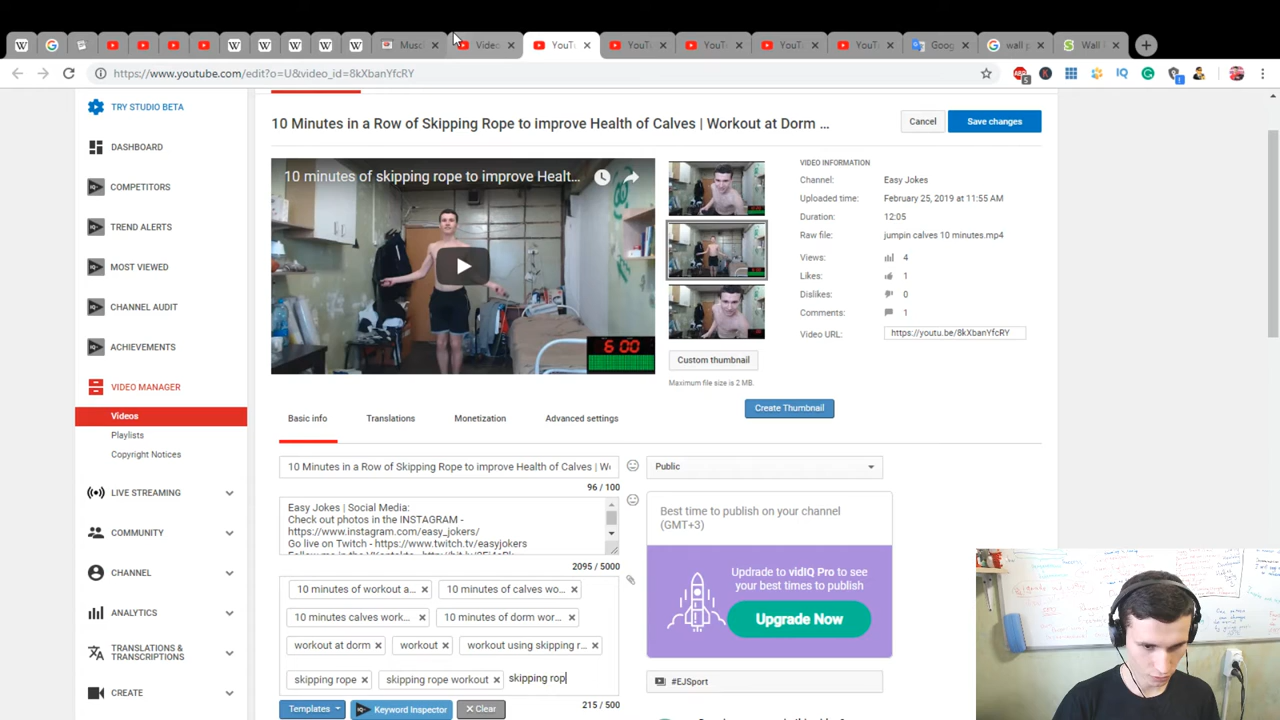 Muscl
Video
YouTu
YouTu
YouTu
YouTu
YouTu
Goog
wall p
Wall
https://www.youtube.com/edit?o=U&video_id=8kXbanYfcRY
TRY STUDIO BETA
DASHBOARD
COMPETITORS
TREND ALERTS
MOST VIEWED
CHANNEL AUDIT
ACHIEVEMENTS
VIDEO MANAGER
Videos
Playlists
Copyright Notices
LIVE STREAMING
COMMUNITY
CHANNEL
ANALYTICS
TRANSLATIONS &
TRANSCRIPTIONS
CREATE
10 Minutes in a Row of Skipping Rope to improve Health of Calves | Workout at Dorm ...
Cancel
Save changes
10 minutes of skipping rope to improve Healt...
6 00
Custom thumbnail
Maximum file size is 2 MB.
Create Thumbnail
VIDEO INFORMATION
Channel: Easy Jokes
Uploaded time: February 25, 2019 at 11:55 AM
Duration: 12:05
Raw file: jumpin calves 10 minutes.mp4
Views: 4
Likes: 1
Dislikes: 0
Comments: 1
Video URL: https://youtu.be/8kXbanYfcRY
Basic info
Translations
Monetization
Advanced settings
10 Minutes in a Row of Skipping Rope to improve Health of Calves | W
96 / 100
Easy Jokes | Social Media:
Check out photos in the INSTAGRAM -
https://www.instagram.com/easy_jokers/
Go live on Twitch - https://www.twitch.tv/easyjokers
2095 / 5000
10 minutes of workout a... ×
10 minutes of calves wo... ×
10 minutes calves work... ×
10 minutes of dorm wor... ×
workout at dorm ×
workout ×
workout using skipping r... ×
skipping rope ×
skipping rope workout ×
skipping rop
215 / 500
Templates
Keyword Inspector
× Clear
Public
Best time to publish on your channel
(GMT+3)
Updrade to vidIQ Pro to see
your best times to publish
Upgrade Now
#EJSport